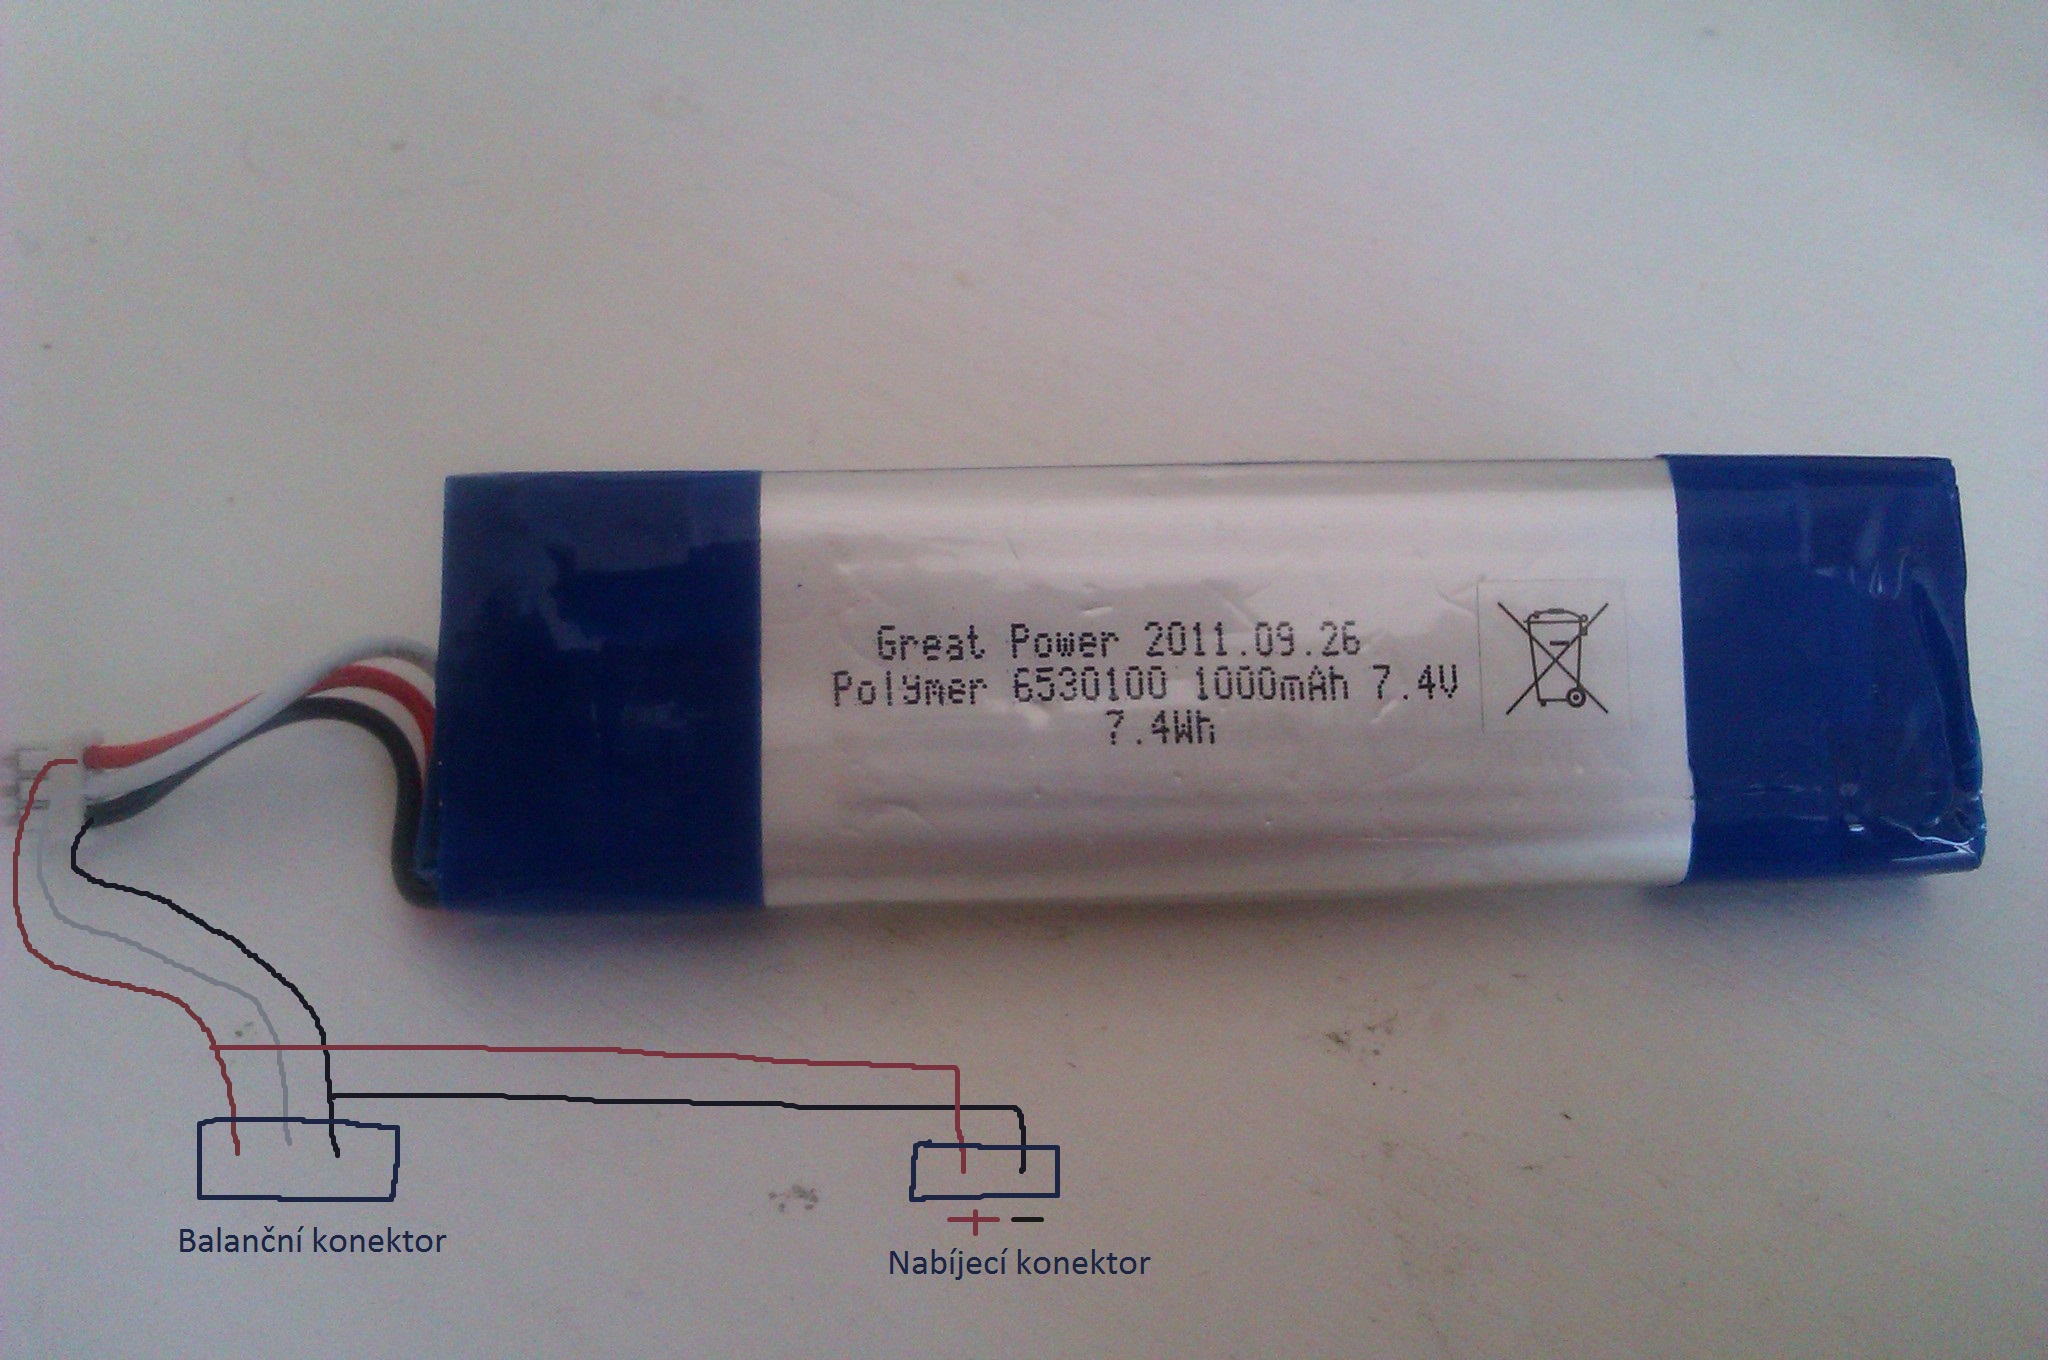 Great Power 2011.09.26
Polymer 6530100 1000mAh 7.4V
7.4Wh
+ −
Balanční konektor
Nabíjecí konektor